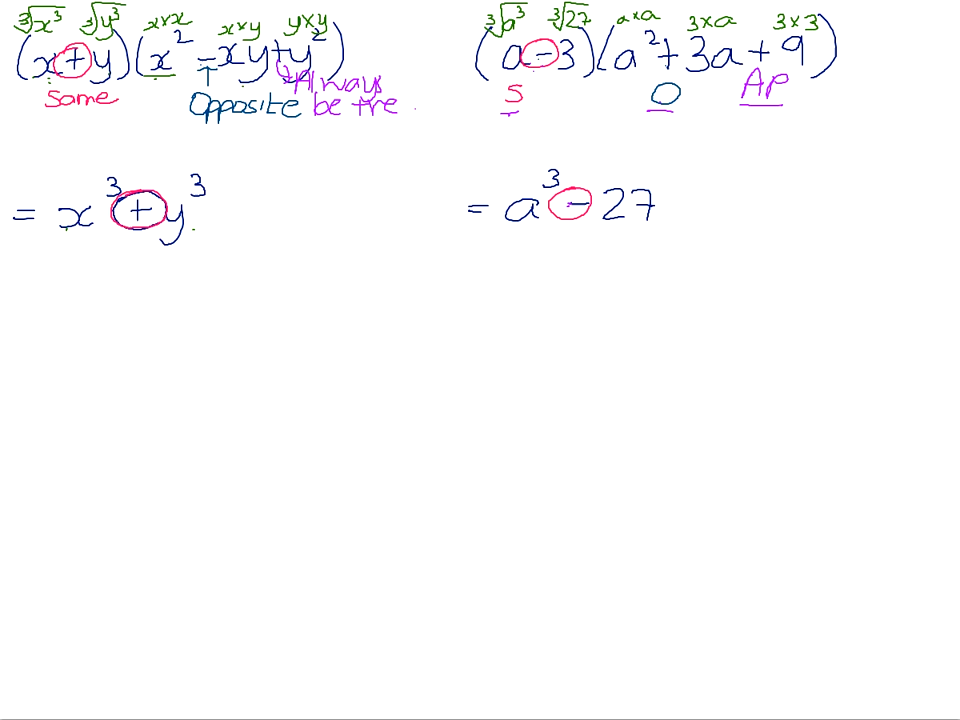 ∛x³ ∛y³ x×x x×y y×y
(x+y)(x² -xy+y²)
Same Opposite Always be +re
= x³ + y³
∛a³ ∛27 a×a 3×a 3×3
(a-3)(a²+3a+9)
S O AP
= a³ - 27